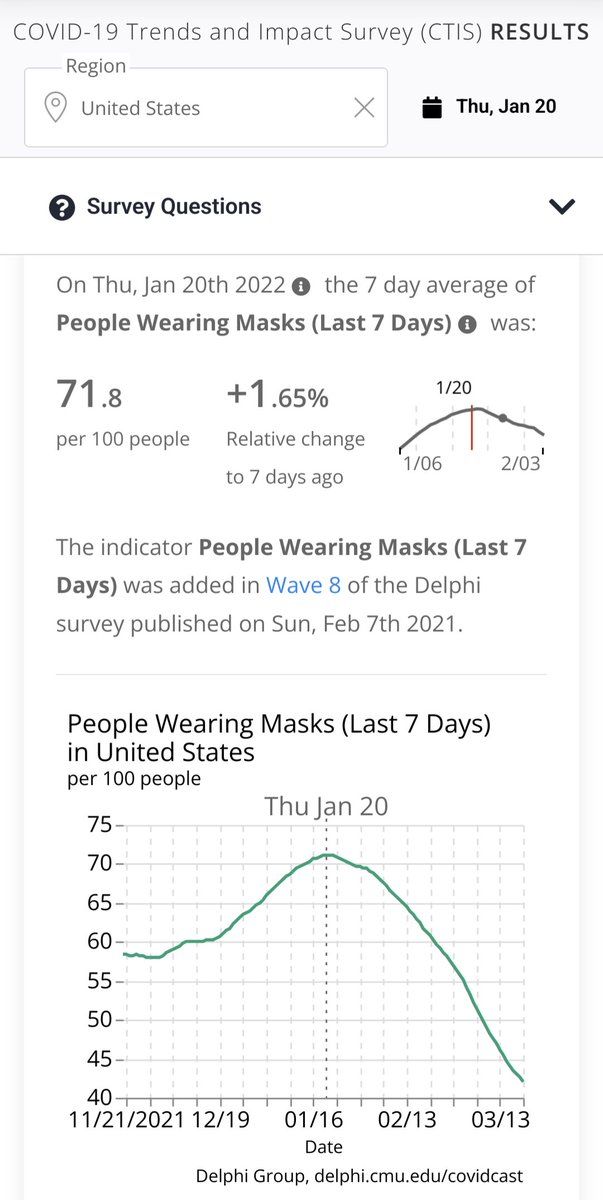 COVID-19 Trends and Impact Survey (CTIS) RESULTS
Region
United States
Thu, Jan 20
Survey Questions
On Thu, Jan 20th 2022 the 7 day average of
People Wearing Masks (Last 7 Days) was:
71.8
per 100 people
+1.65%
Relative change
to 7 days ago
1/20
1/06
2/03
The indicator People Wearing Masks (Last 7
Days) was added in Wave 8 of the Delphi
survey published on Sun, Feb 7th 2021.
People Wearing Masks (Last 7 Days)
in United States
per 100 people
Thu Jan 20
75
70
65
60
55
50
45
40
11/21/2021 12/19 01/16 02/13 03/13
Date
Delphi Group, delphi.cmu.edu/covidcast